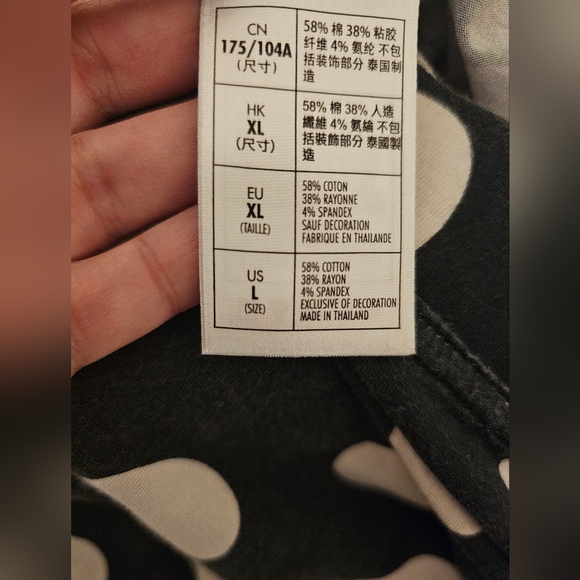 CN
175/104A
(尺寸)
58% 棉 38% 粘胶
纤维 4% 氨纶 不包
括装饰部分 泰国制
造
HK
XL
(尺寸)
58% 棉 38% 人造
纖維 4% 氨綸 不包
括裝飾部分 泰國製
造
EU
XL
(TAILLE)
58% COTON
38% RAYONNE
4% SPANDEX
SAUF DECORATION
FABRIQUE EN THAILANDE
US
L
(SIZE)
58% COTTON
38% RAYON
4% SPANDEX
EXCLUSIVE OF DECORATION
MADE IN THAILAND